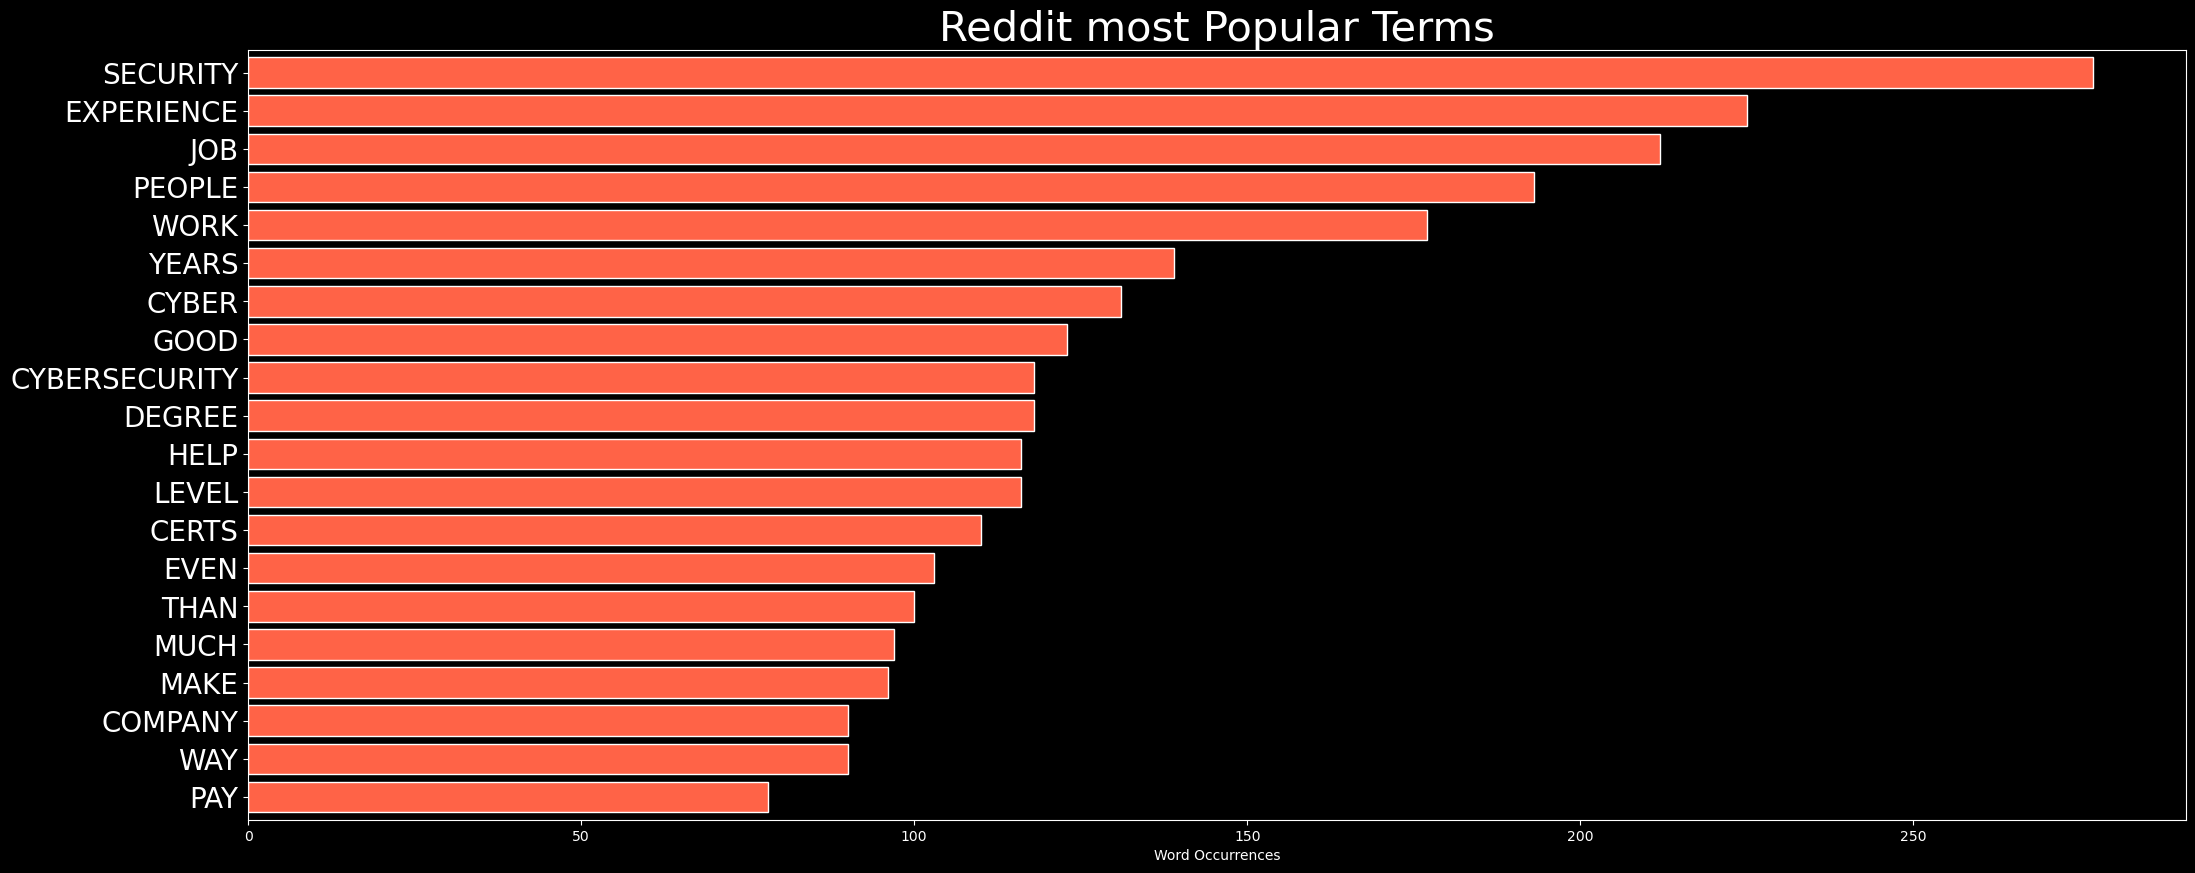 Reddit most Popular Terms
SECURITY
EXPERIENCE
JOB
PEOPLE
WORK
YEARS
CYBER
GOOD
CYBERSECURITY
DEGREE
HELP
LEVEL
CERTS
EVEN
THAN
MUCH
MAKE
COMPANY
WAY
PAY
0 50 100 150 200 250
Word Occurrences